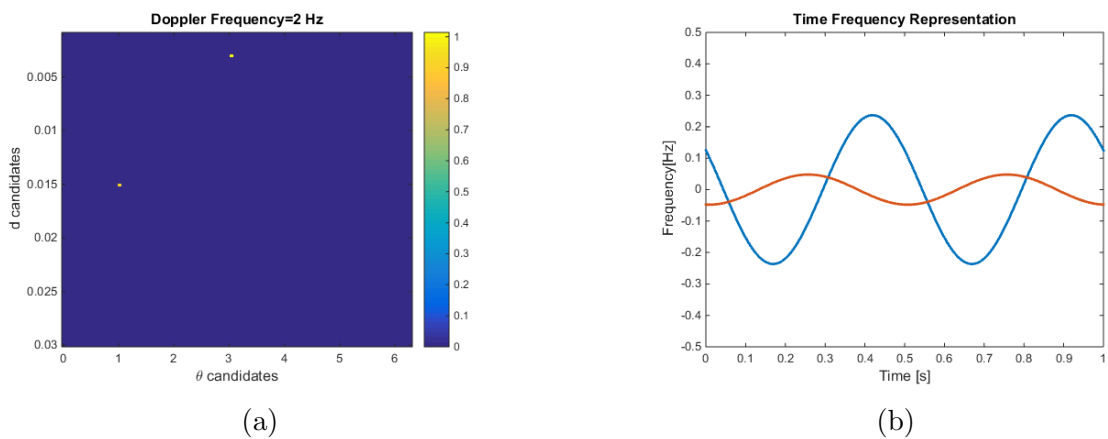 Doppler Frequency=2 Hz
d candidates
0.005
0.01
0.015
0.02
0.025
0.03
0 1 2 3 4 5 6
θ candidates
1
0.9
0.8
0.7
0.6
0.5
0.4
0.3
0.2
0.1
0
(a)
Time Frequency Representation
Frequency[Hz]
0.5
0.4
0.3
0.2
0.1
0
-0.1
-0.2
-0.3
-0.4
-0.5
0 0.1 0.2 0.3 0.4 0.5 0.6 0.7 0.8 0.9 1
Time [s]
(b)